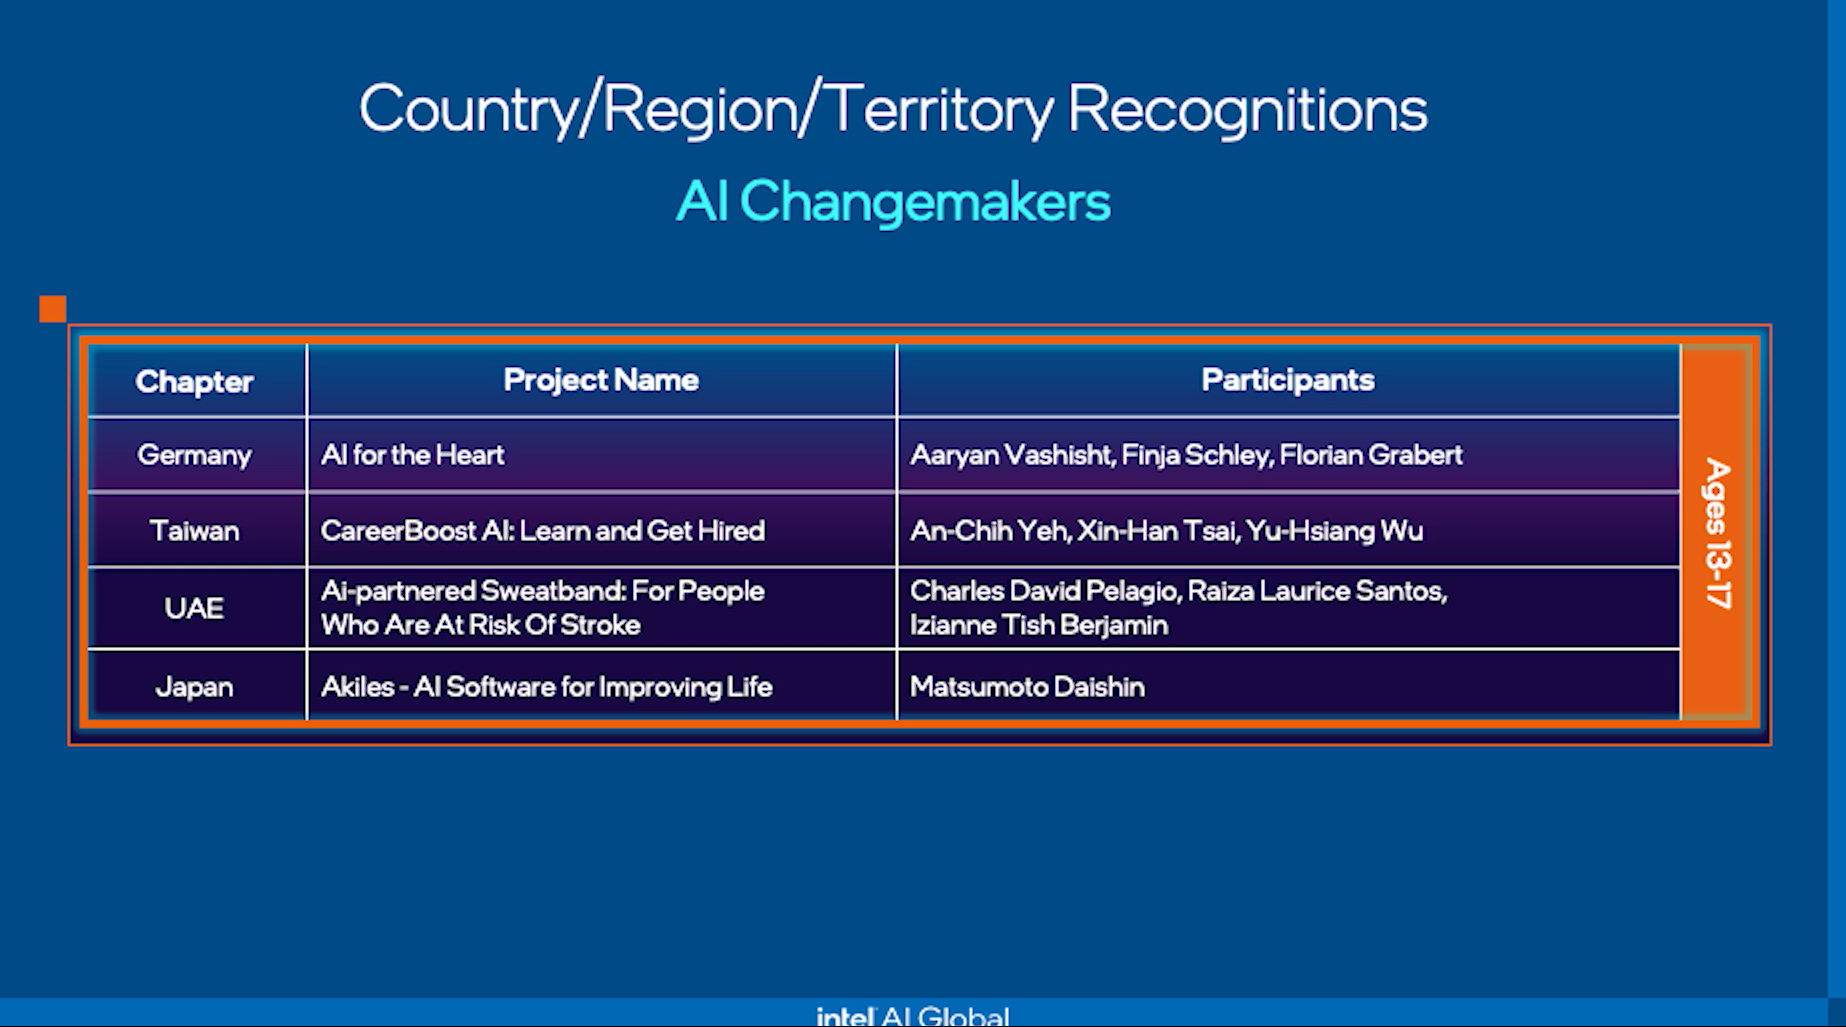 Country/Region/Territory Recognitions
AI Changemakers
Chapter Project Name Participants
Germany AI for the Heart Aaryan Vashisht, Finja Schley, Florian Grabert
Taiwan CareerBoost AI: Learn and Get Hired An-Chih Yeh, Xin-Han Tsai, Yu-Hsiang Wu
UAE Ai-partnered Sweatband: For People
Who Are At Risk Of Stroke Charles David Pelagio, Raiza Laurice Santos,
Izianne Tish Berjamin
Japan Akiles - AI Software for Improving Life Matsumoto Daishin
Ages 13-17
intel AI Global